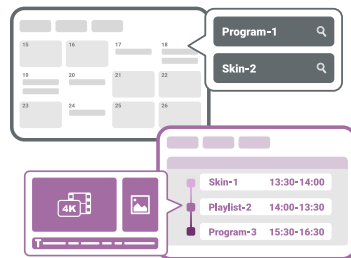 Program-1
15 16 17 18
Skin-2
19 20 21 22
23 24 25 26
Skin-1 13:30-14:00
4K
Playlist-2 14:00-13:30
T
Program-3 15:30-16:30